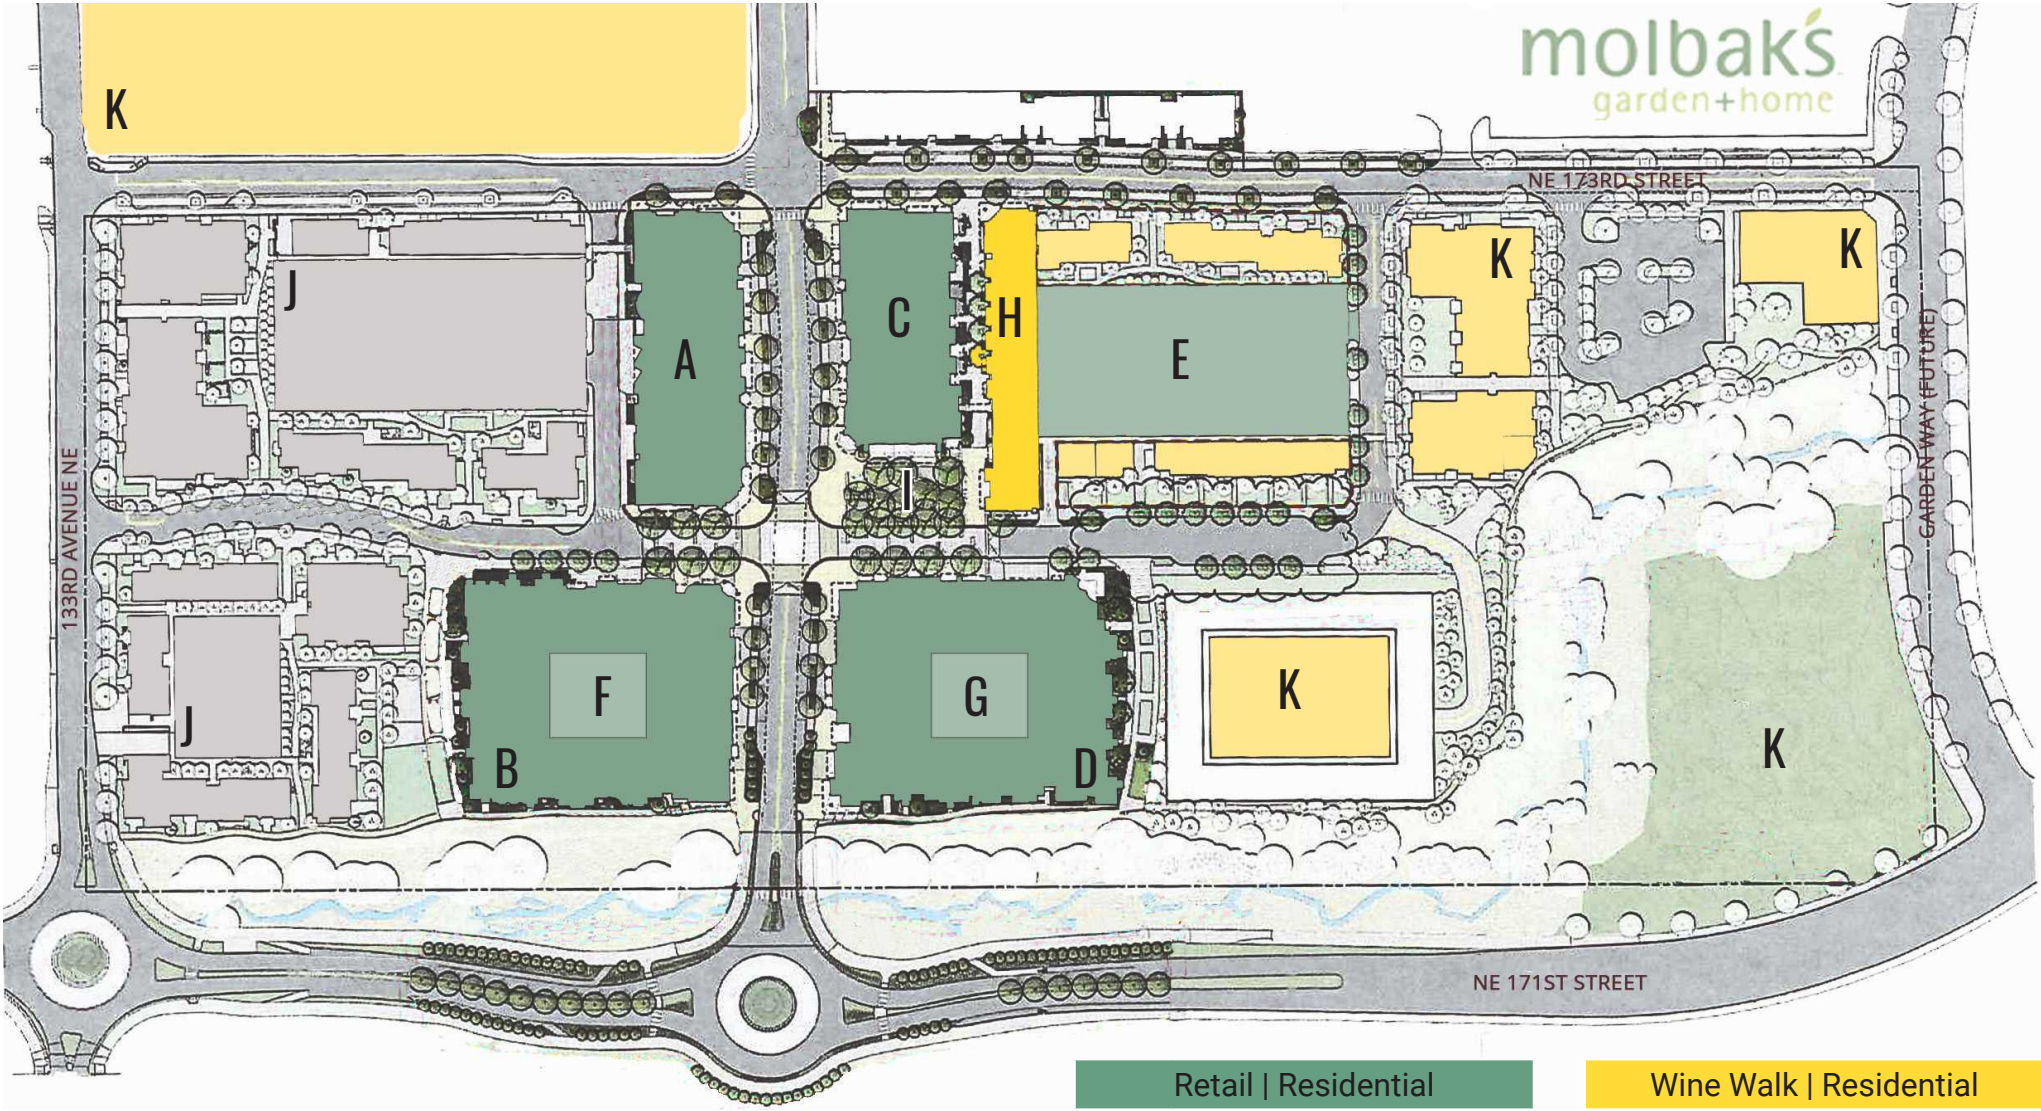 molbak's
garden+home
K
NE 173RD STREET
J
A
C
H
E
K
K
I
133RD AVENUE NE
GARDEN WAY (FUTURE)
J
B
F
G
D
K
K
NE 171ST STREET
Retail | Residential
Wine Walk | Residential